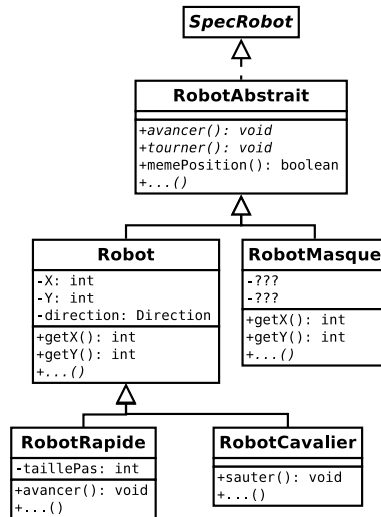 SpecRobot
RobotAbstrait
+avancer(): void
+tourner(): void
+memePosition(): boolean
+...()
Robot
-X: int
-Y: int
-direction: Direction
+getX(): int
+getY(): int
+...()
RobotMasque
-???
-???
+getX(): int
+getY(): int
+...()
RobotRapide
-taillePas: int
+avancer(): void
+...()
RobotCavalier
+sauter(): void
+...()